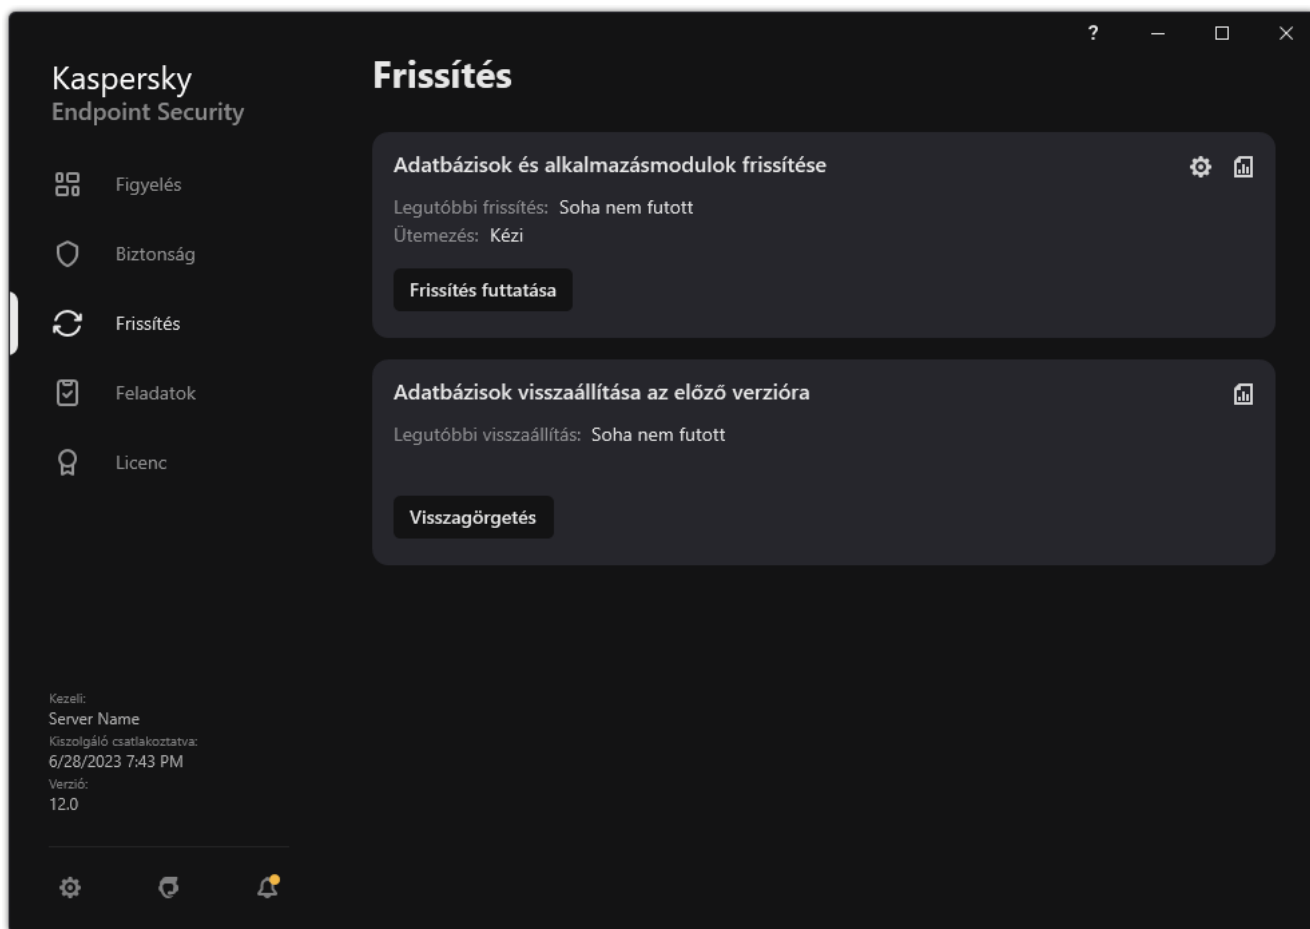 ?
Kaspersky
Endpoint Security
Figyelés
Biztonság
Frissítés
Feladatok
Licenc
Kezeli:
Server Name
Kiszolgáló csatlakoztatva:
6/28/2023 7:43 PM
Verzió:
12.0
Frissítés
Adatbázisok és alkalmazásmodulok frissítése
Legutóbbi frissítés: Soha nem futott
Ütemezés: Kézi
Frissítés futtatása
Adatbázisok visszaállítása az előző verzióra
Legutóbbi visszaállítás: Soha nem futott
Visszagörgetés